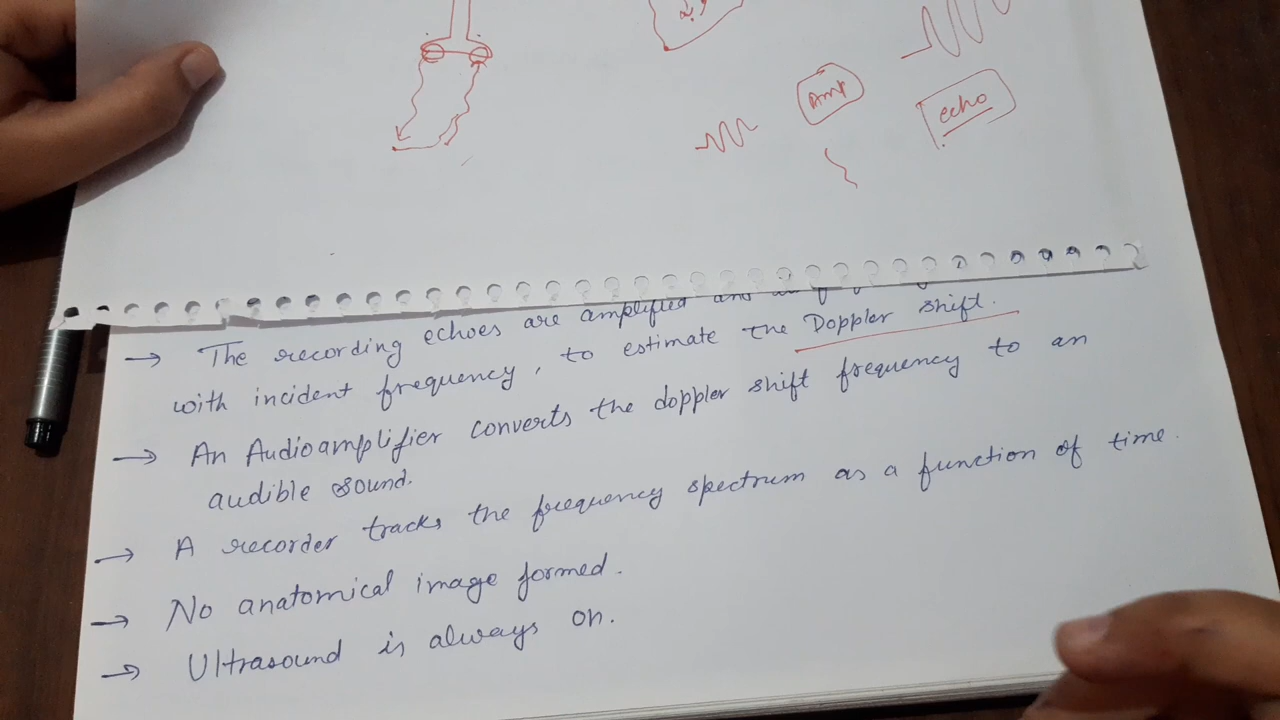 Amp
echo
→ The recording echoes are amplified and
with incident frequency, to estimate the Doppler shift.
→ An Audioamplifier converts the doppler shift frequency to an
audible sound.
→ A recorder tracks the frequency spectrum as a function of time.
→ No anatomical image formed.
→ Ultrasound is always on.